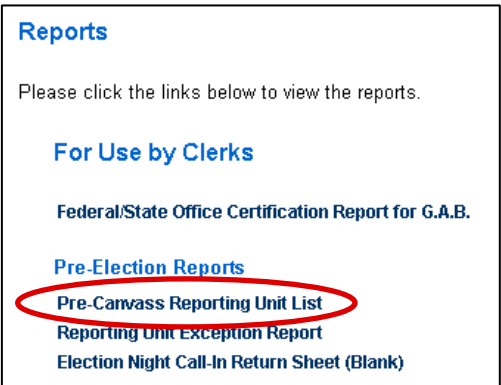 Reports
Please click the links below to view the reports.
For Use by Clerks
Federal/State Office Certification Report for G.A.B.
Pre-Election Reports
Pre-Canvass Reporting Unit List
Reporting Unit Exception Report
Election Night Call-In Return Sheet (Blank)